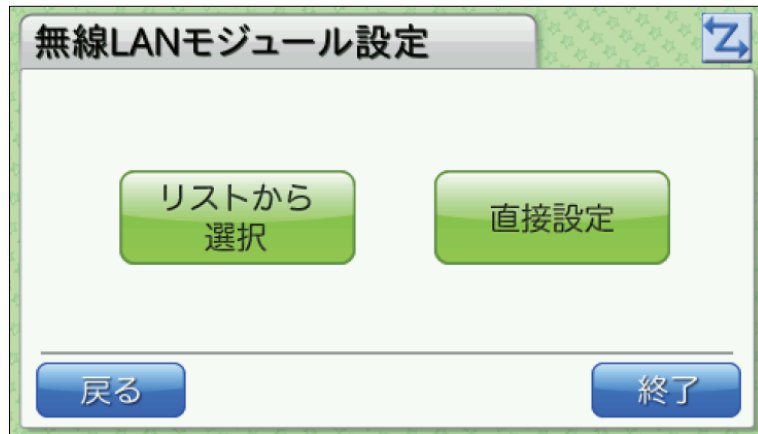 無線LANモジュール設定
リストから
選択
直接設定
戻る
終了